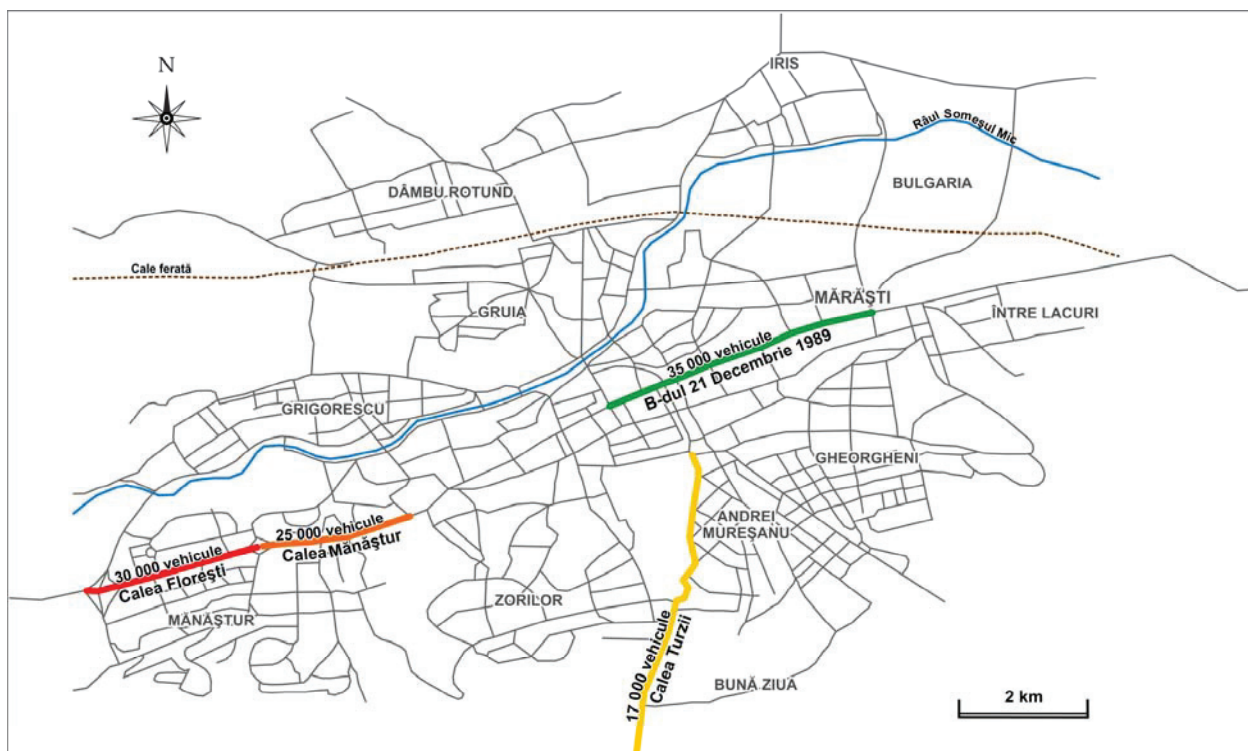 N
IRIS
Râul Someşul Mic
DÂMBU ROTUND
BULGARIA
Cale ferată
MĂRĂŞTI
GRUIA
ÎNTRE LACURI
35 000 vehicule
B-dul 21 Decembrie 1989
GRIGORESCU
GHEORGHENI
ANDREI
MUREŞANU
25 000 vehicule
Calea Mănăştur
30 000 vehicule
Calea Floreşti
ZORILOR
MĂNĂŞTUR
17 000 vehicule
Calea Turzii
BUNĂ ZIUA
2 km